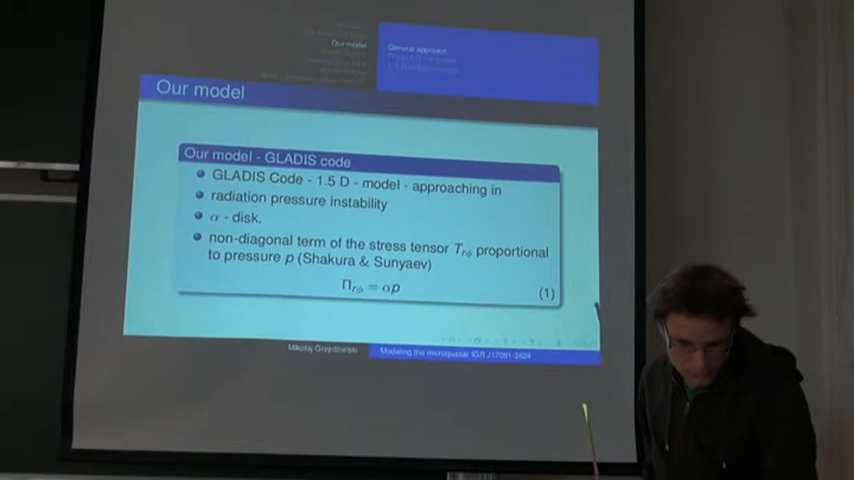 Our model
General approach
Our model
Our model - GLADIS code
GLADIS Code - 1.5 D - model - approaching in
radiation pressure instability
α - disk.
non-diagonal term of the stress tensor Trφ proportional
to pressure p (Shakura & Sunyaev)
Πrφ = αp (1)
Mikołaj Grzędzielski
Modeling the microquasar IGR J17091-3624